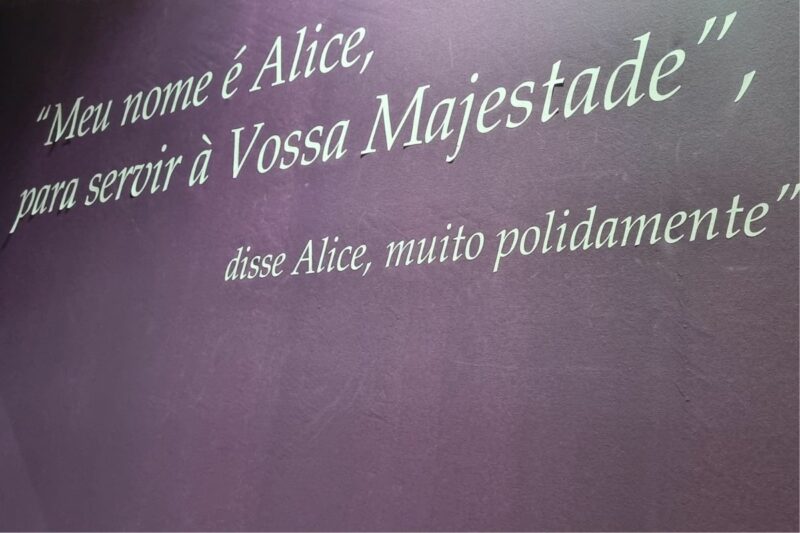 “Meu nome é Alice,
para servir à Vossa Majestade”,
disse Alice, muito polidamente”